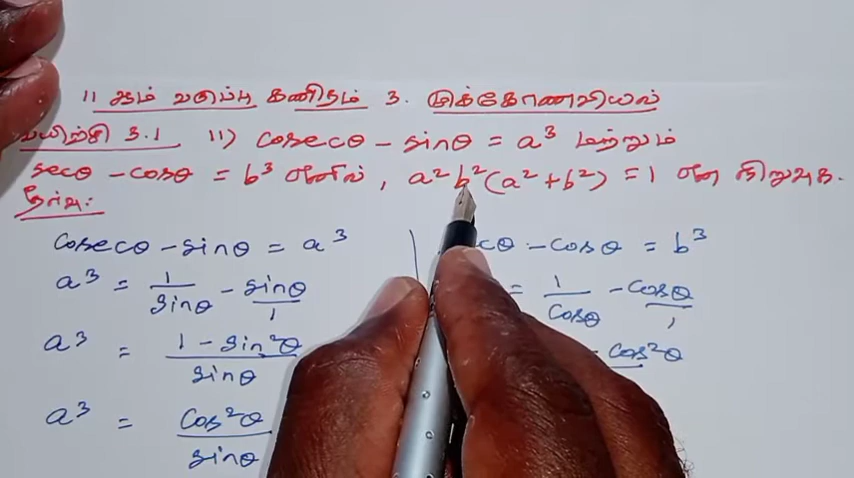 11 ஆம் வகுப்பு கணிதம் 3. முக்கோணவியல்
பயிற்சி 3.1 11) cosecθ - sinθ = a³ மற்றும்
secθ - cosθ = b³ எனில், a²b²(a² + b²) = 1 என நிறுவுக.
தீர்வு:
cosecθ - sinθ = a³
cθ - cosθ = b³
a³ = 1/sinθ - sinθ/1
= 1/cosθ - cosθ/1
a³ = 1 - sin²θ/sinθ
- cos²θ
a³ = cos²θ/sinθ